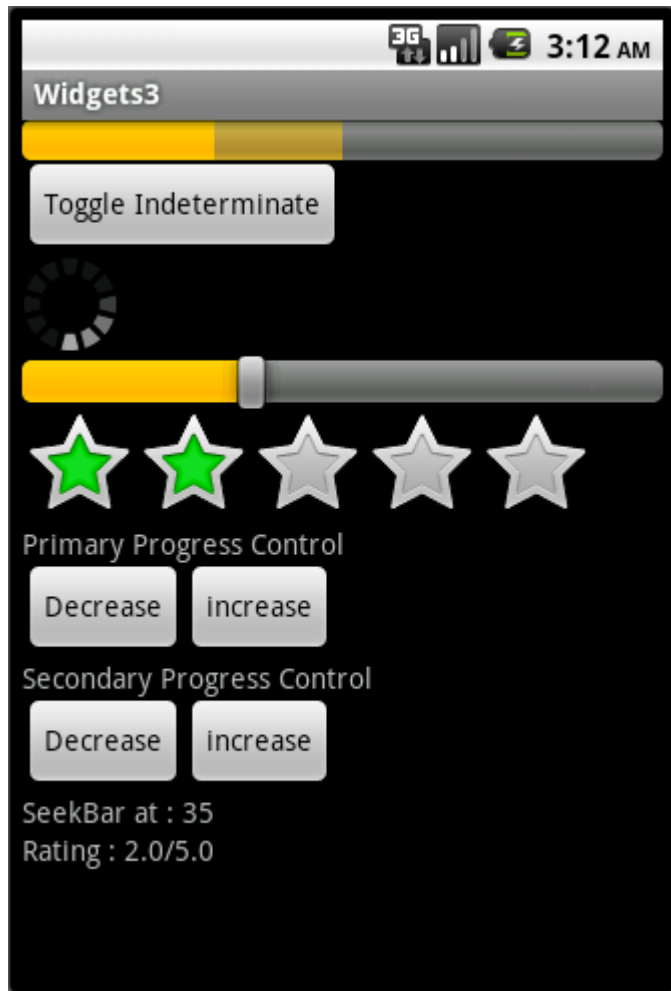 3G 3:12 AM
Widgets3
Toggle Indeterminate
Primary Progress Control
Decrease increase
Secondary Progress Control
Decrease increase
SeekBar at : 35
Rating : 2.0/5.0